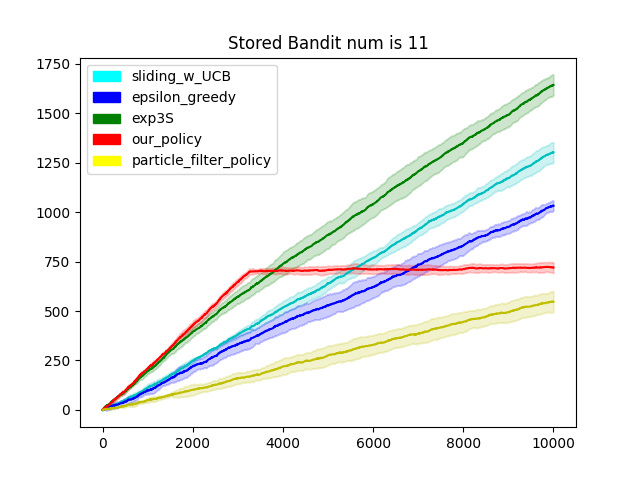 Stored Bandit num is 11
1750
1500
1250
1000
750
500
250
0
sliding_w_UCB
epsilon_greedy
exp3S
our_policy
particle_filter_policy
0 2000 4000 6000 8000 10000